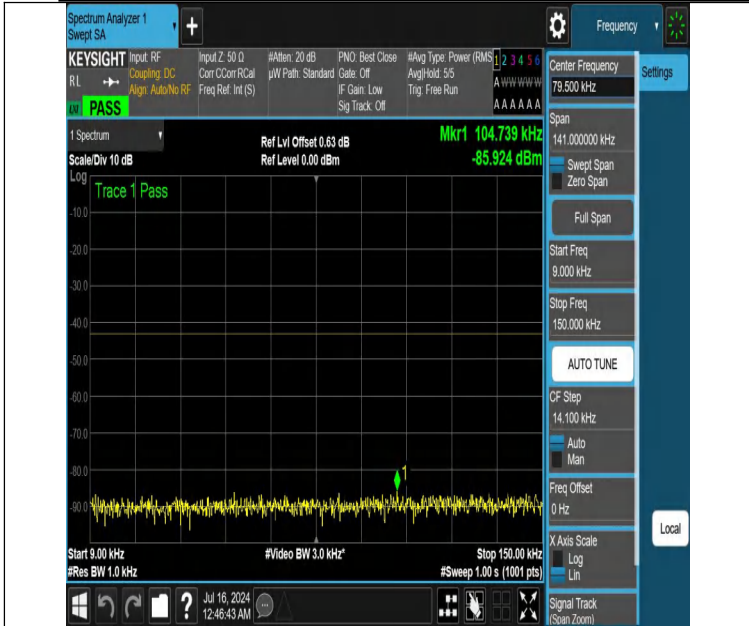 Spectrum Analyzer 1
Swept SA
Frequency
KEYSIGHT
RL
PASS
Input: RF
Coupling: DC
Align: Auto/No RF
Input Z: 50 Ω
Corr CCorr RCal
Freq Ref: Int (S)
#Atten: 20 dB
µW Path: Standard
PNO: Best Close
Gate: Off
IF Gain: Low
Sig Track: Off
#Avg Type: Power (RMS
Avg|Hold: 5/5
Trig: Free Run
1 2 3 4 5 6
A W W W W W
A A A A A A
1 Spectrum
Scale/Div 10 dB
Ref Lvl Offset 0.63 dB
Ref Level 0.00 dBm
Mkr1 104.739 kHz
-85.924 dBm
Log
Trace 1 Pass
-10.0
-20.0
-30.0
-40.0
-50.0
-60.0
-70.0
-80.0
-90.0
1
Start 9.00 kHz
#Video BW 3.0 kHz*
Stop 150.00 kHz
#Res BW 1.0 kHz
#Sweep 1.00 s (1001 pts)
Jul 16, 2024
12:46:43 AM
Center Frequency
79.500 kHz
Settings
Span
141.000000 kHz
Swept Span
Zero Span
Full Span
Start Freq
9.000 kHz
Stop Freq
150.000 kHz
AUTO TUNE
CF Step
14.100 kHz
Auto
Man
Freq Offset
0 Hz
X Axis Scale
Log
Lin
Local
Signal Track
(Span Zoom)